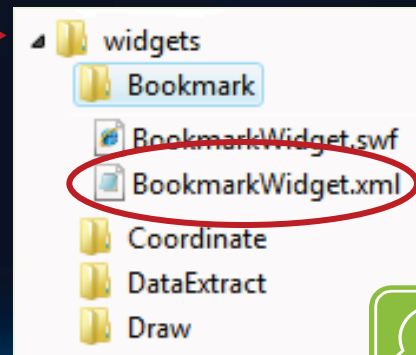 widgets
Bookmark
BookmarkWidget.swf
BookmarkWidget.xml
Coordinate
DataExtract
Draw